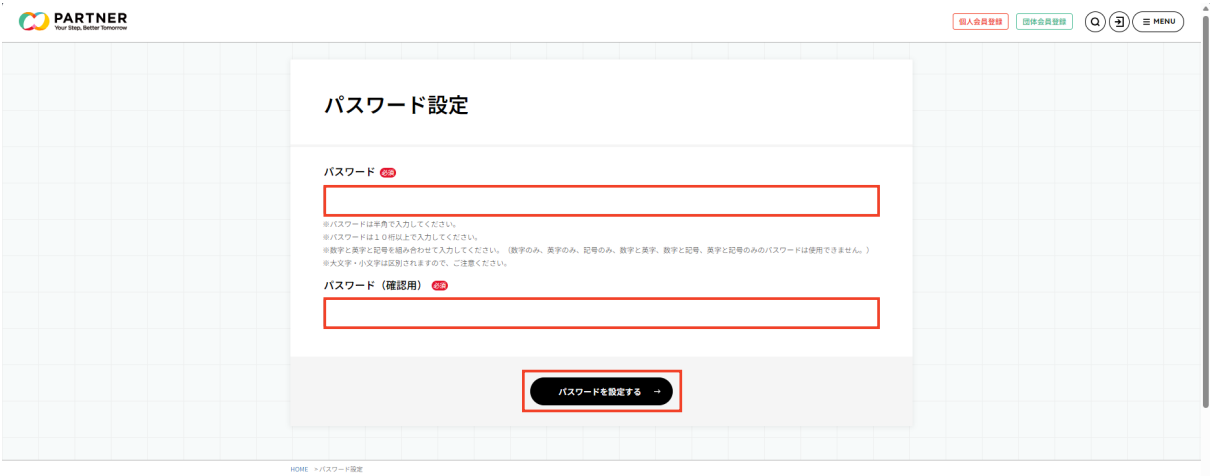 PARTNER
Your Step, Better Tomorrow
個人会員登録
団体会員登録
MENU
パスワード設定
パスワード 必須
※パスワードは半角で入力してください。
※パスワードは１０桁以上で入力してください。
※数字と英字と記号を組み合わせて入力してください。（数字のみ、英字のみ、記号のみ、数字と英字、数字と記号、英字と記号のみのパスワードは使用できません。）
※大文字・小文字は区別されますので、ご注意ください。
パスワード（確認用） 必須
パスワードを設定する →
HOME > パスワード設定